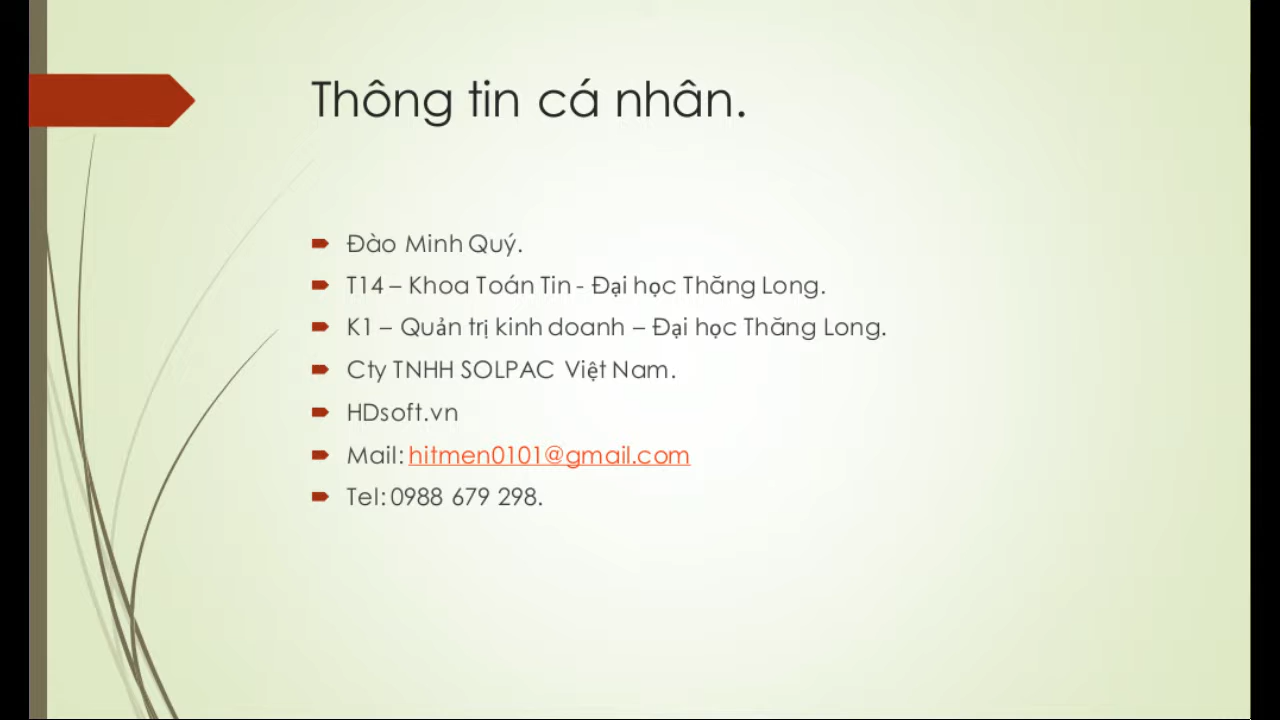 Thông tin cá nhân.
Đào Minh Quý.
T14 – Khoa Toán Tin - Đại học Thăng Long.
K1 – Quản trị kinh doanh – Đại học Thăng Long.
Cty TNHH SOLPAC Việt Nam.
HDsoft.vn
Mail: hitmen0101@gmail.com
Tel: 0988 679 298.